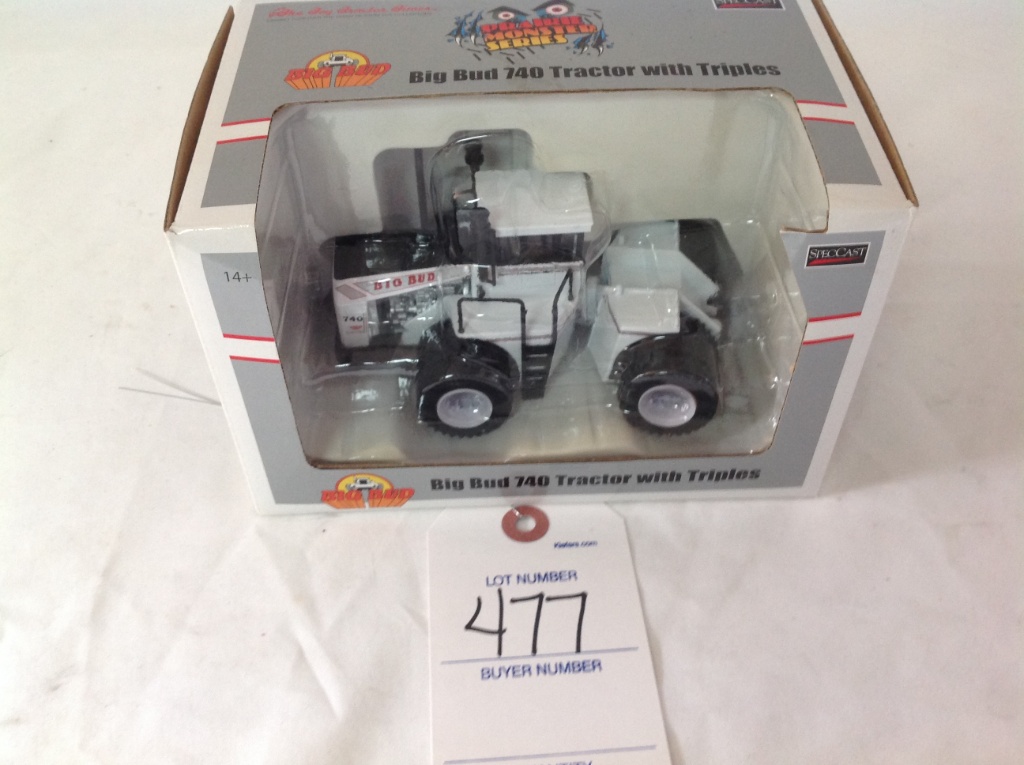 SPECCAST
PRAIRIE
MONSTER
SERIES
BIG BUD
Big Bud 740 Tractor with Triples
SPECCAST
14+
BIG BUD
740
BIG BUD
Big Bud 740 Tractor with Triples
LOT NUMBER
477
BUYER NUMBER